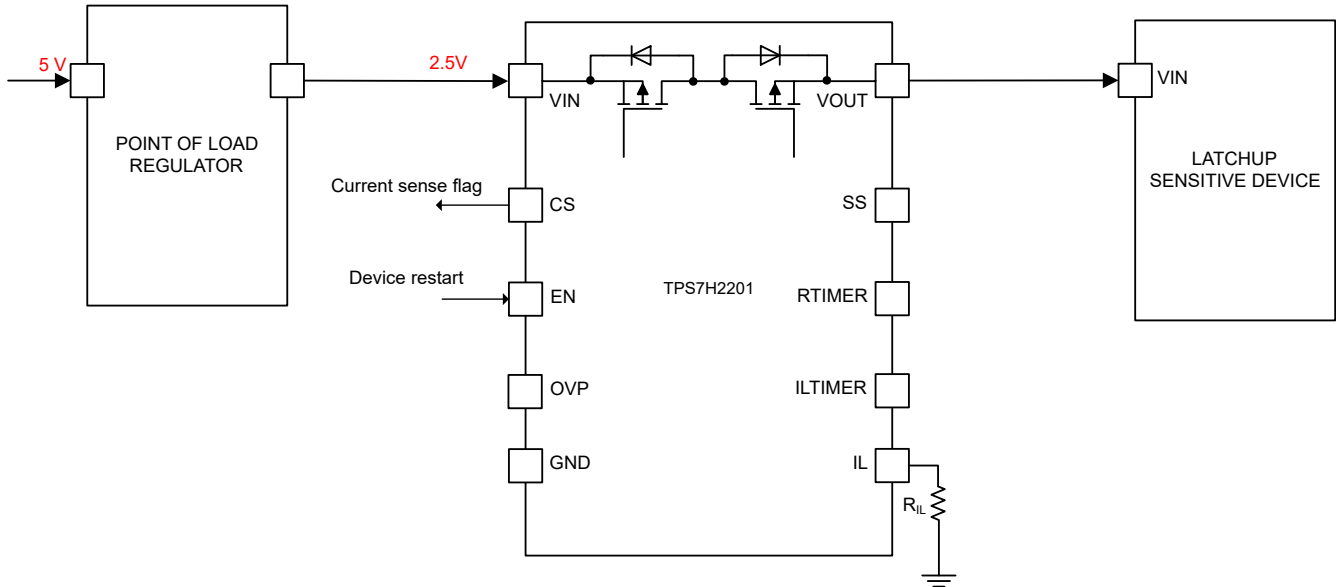 5 V
2.5V
POINT OF LOAD
REGULATOR
VIN
VOUT
VIN
LATCHUP
SENSITIVE DEVICE
Current sense flag
CS
SS
Device restart
EN
TPS7H2201
RTIMER
OVP
ILTIMER
GND
IL
RIL